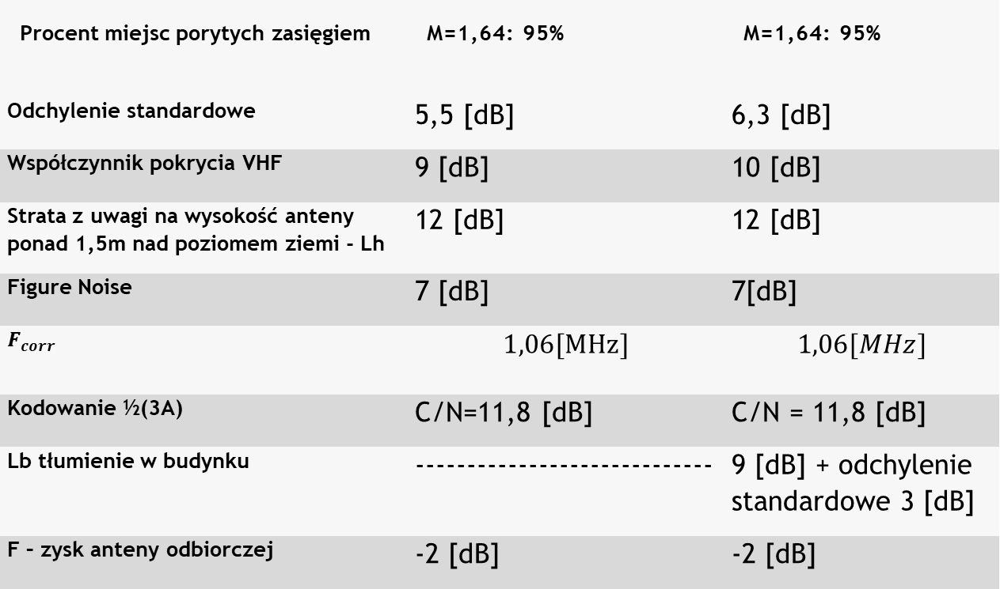 Procent miejsc porytych zasięgiem M=1,64: 95% M=1,64: 95%
Odchylenie standardowe 5,5 [dB] 6,3 [dB]
Współczynnik pokrycia VHF 9 [dB] 10 [dB]
Strata z uwagi na wysokość anteny 12 [dB] 12 [dB]
ponad 1,5m nad poziomem ziemi - Lh
Figure Noise 7 [dB] 7[dB]
F_corr 1,06[MHz] 1,06[MHz]
Kodowanie ½(3A) C/N=11,8 [dB] C/N = 11,8 [dB]
Lb tłumienie w budynku ---------------------------- 9 [dB] + odchylenie
standardowe 3 [dB]
F – zysk anteny odbiorczej -2 [dB] -2 [dB]